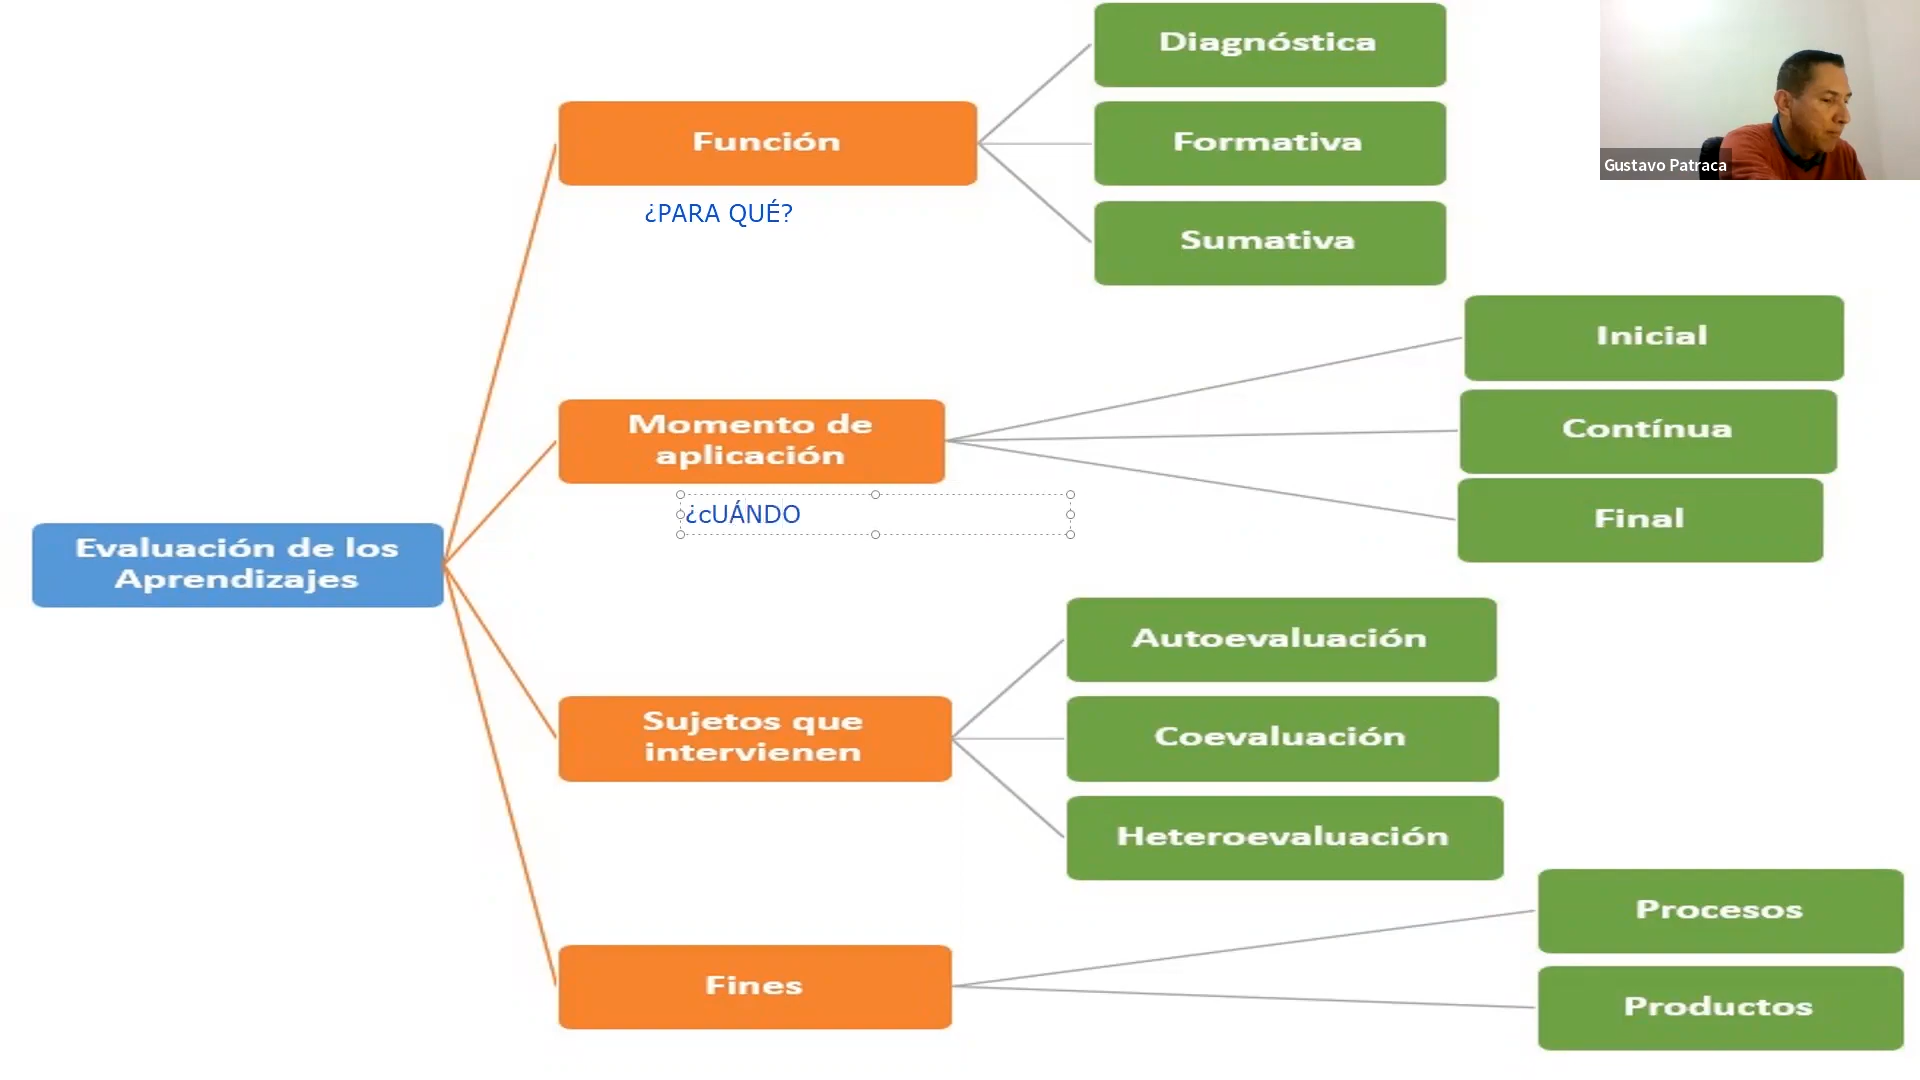 Diagnóstica
Función
Formativa
Gustavo Patraca
¿PARA QUÉ?
Sumativa
Inicial
Momento de
aplicación
Contínua
¿cUÁNDO
Final
Evaluación de los
Aprendizajes
Autoevaluación
Sujetos que
intervienen
Coevaluación
Heteroevaluación
Procesos
Fines
Productos